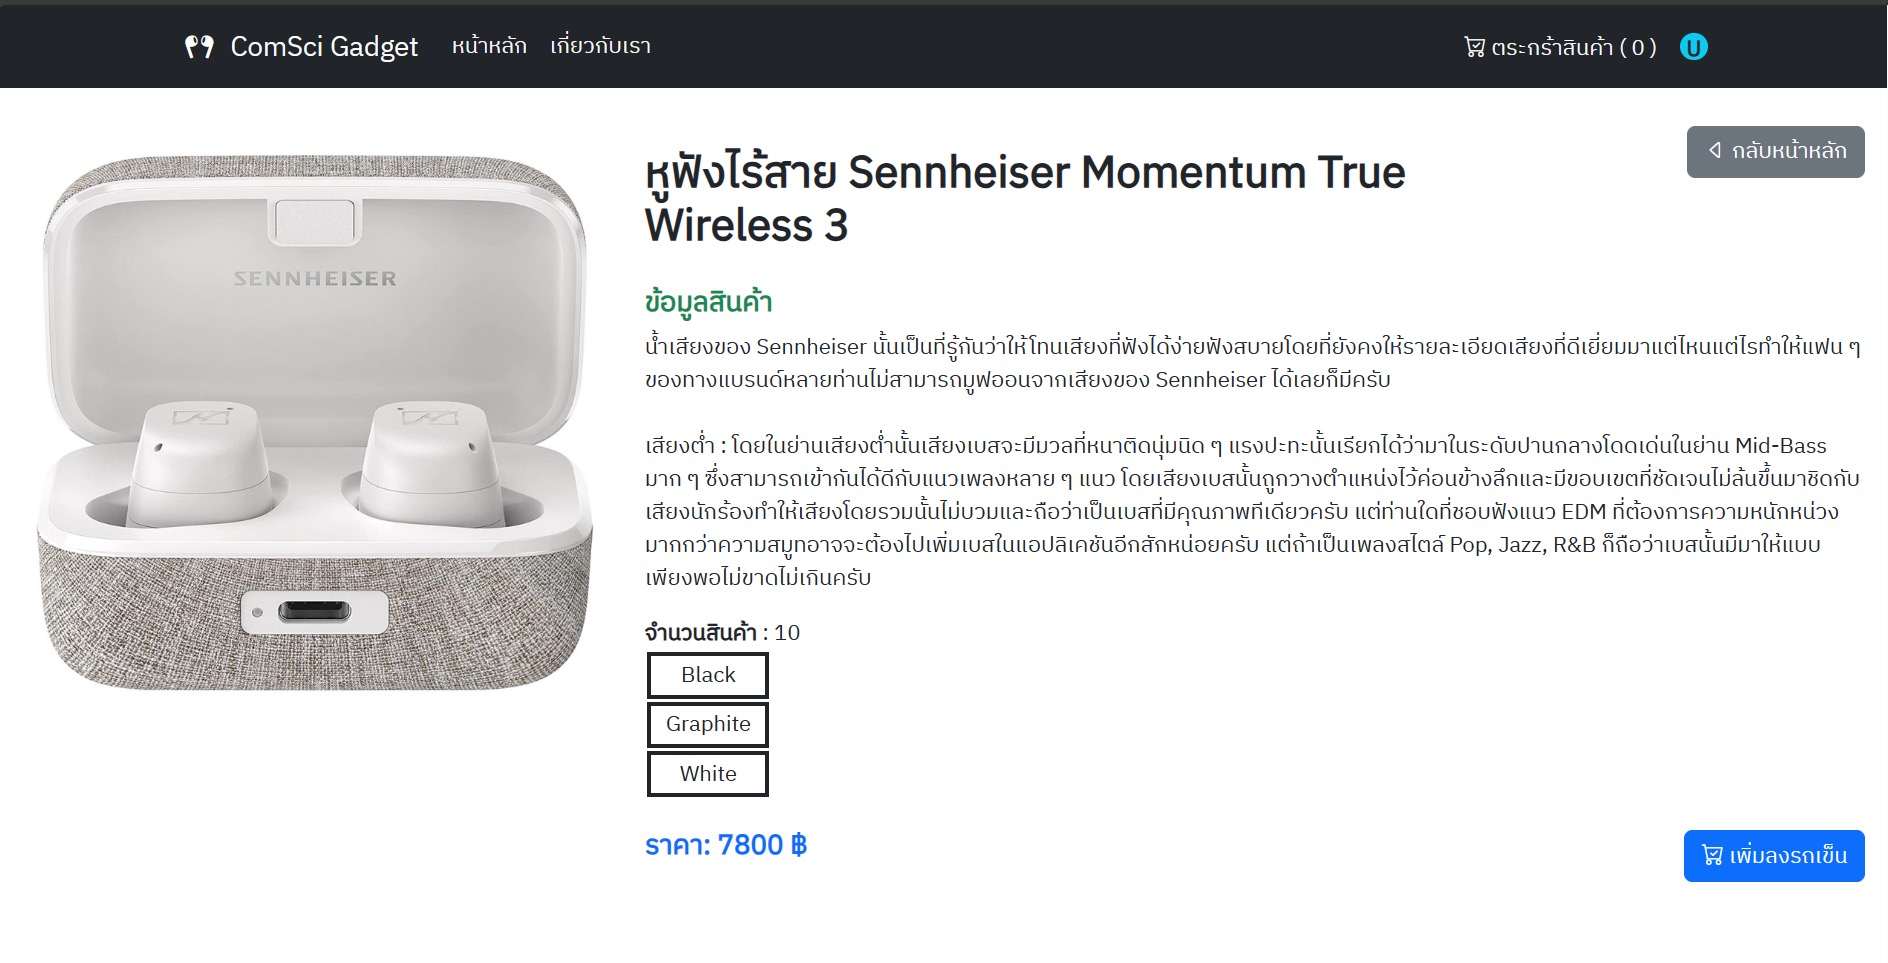 ComSci Gadget หน้าหลัก เกี่ยวกับเรา ตระกร้าสินค้า ( 0 ) U
กลับหน้าหลัก
SENNHEISER
หูฟังไร้สาย Sennheiser Momentum True
Wireless 3
ข้อมูลสินค้า
น้ำเสียงของ Sennheiser นั้นเป็นที่รู้กันว่าให้โทนเสียงที่ฟังได้ง่ายฟังสบายโดยที่ยังคงให้รายละเอียดเสียงที่ดีเยี่ยมมาแต่ไหนแต่ไรทำให้แฟน ๆ
ของทางแบรนด์หลายท่านไม่สามารถมูฟออนจากเสียงของ Sennheiser ได้เลยก็มีครับ
เสียงต่ำ : โดยในย่านเสียงต่ำนั้นเสียงเบสจะมีมวลที่หนาติดนุ่มนิด ๆ แรงปะทะนั้นเรียกได้ว่ามาในระดับปานกลางโดดเด่นในย่าน Mid-Bass
มาก ๆ ซึ่งสามารถเข้ากันได้ดีกับแนวเพลงหลาย ๆ แนว โดยเสียงเบสนั้นถูกวางตำแหน่งไว้ค่อนข้างลึกและมีขอบเขตที่ชัดเจนไม่ล้นขึ้นมาชิดกับ
เสียงนักร้องทำให้เสียงโดยรวมนั้นไม่บวมและถือว่าเป็นเบสที่มีคุณภาพทีเดียวครับ แต่ท่านใดที่ชอบฟังแนว EDM ที่ต้องการความหนักหน่วง
มากกว่าความสมูทอาจจะต้องไปเพิ่มเบสในแอปลิเคชันอีกสักหน่อยครับ แต่ถ้าเป็นเพลงสไตล์ Pop, Jazz, R&B ก็ถือว่าเบสนั้นมีมาให้แบบ
เพียงพอไม่ขาดไม่เกินครับ
จำนวนสินค้า : 10
Black
Graphite
White
ราคา: 7800 ฿
เพิ่มลงรถเข็น